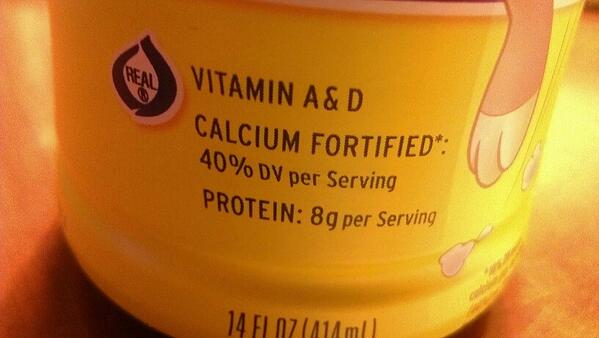 REAL
®
VITAMIN A & D
CALCIUM FORTIFIED*:
40% DV per Serving
PROTEIN: 8g per Serving
14 FL OZ (414 mL)